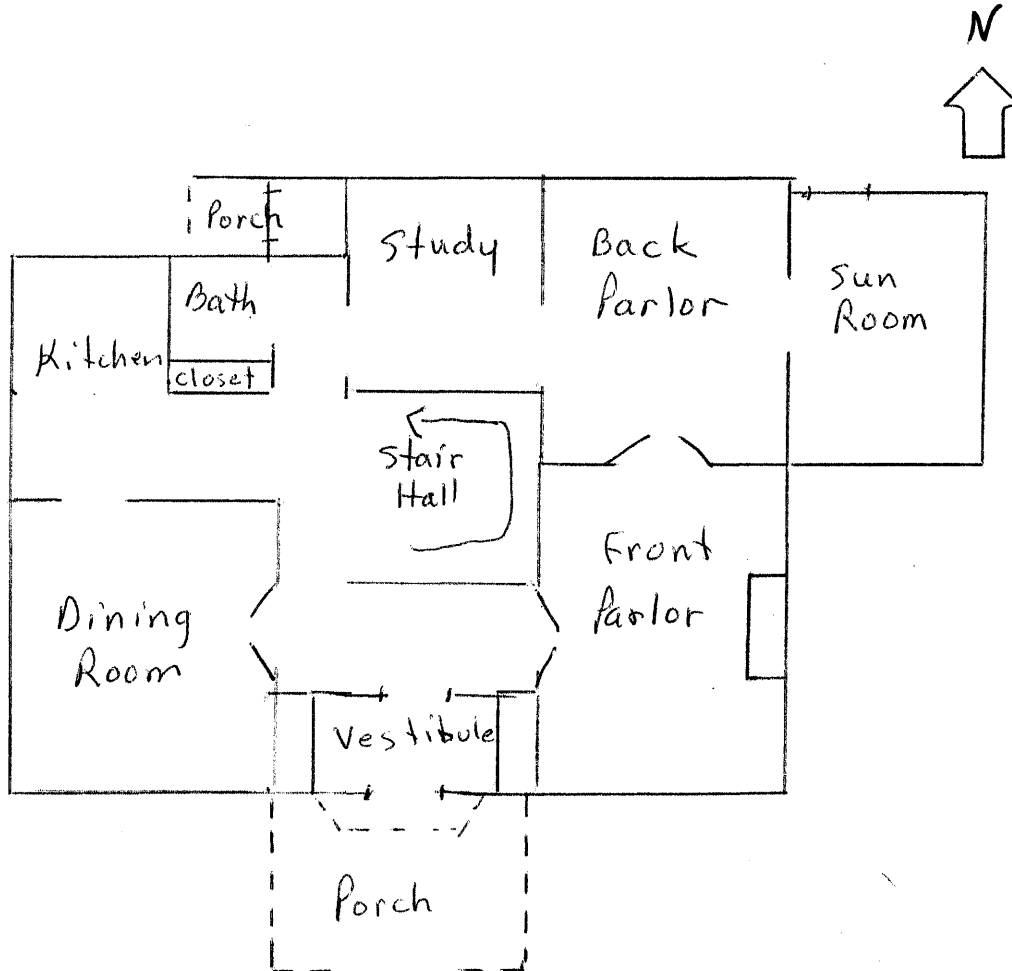 N
Porch
Study
Back
Parlor
Sun
Room
Bath
Kitchen
closet
Stair
Hall
Front
Parlor
Dining
Room
Vestibule
Porch